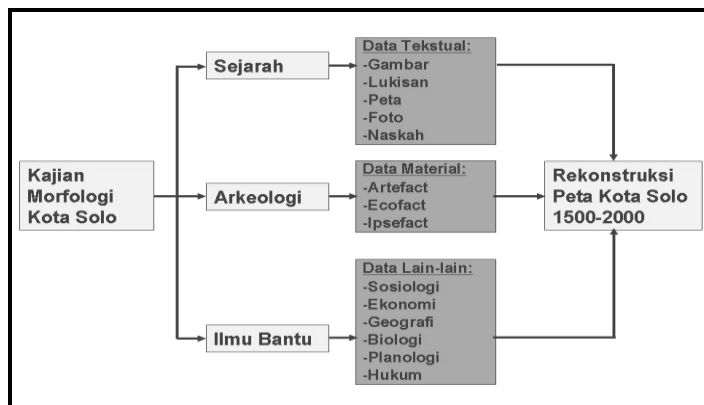 Kajian
Morfologi
Kota Solo
Sejarah
Data Tekstual:
-Gambar
-Lukisan
-Peta
-Foto
-Naskah
Arkeologi
Data Material:
-Artefact
-Ecofact
-Ipsefact
Ilmu Bantu
Data Lain-lain:
-Sosiologi
-Ekonomi
-Geografi
-Biologi
-Planologi
-Hukum
Rekonstruksi
Peta Kota Solo
1500-2000